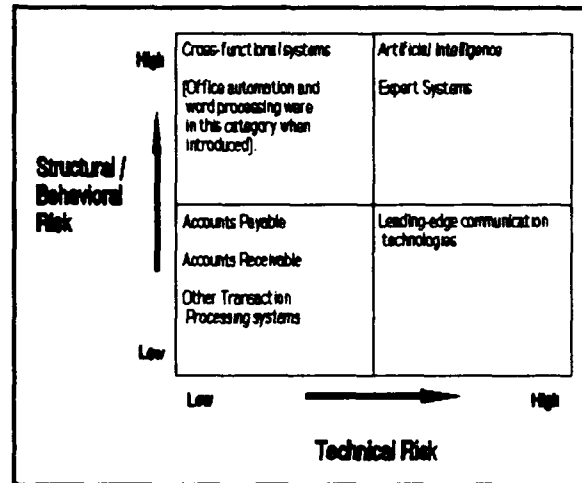 High
Cross-functional systems
[Office automation and
word processing were
in this category when
introduced].
Artificial Intelligence
Expert Systems
Structural /
Behavioral
Risk
Accounts Payable
Accounts Receivable
Other Transaction
Processing systems
Leading-edge communication
technologies
Low
Low
High
Technical Risk